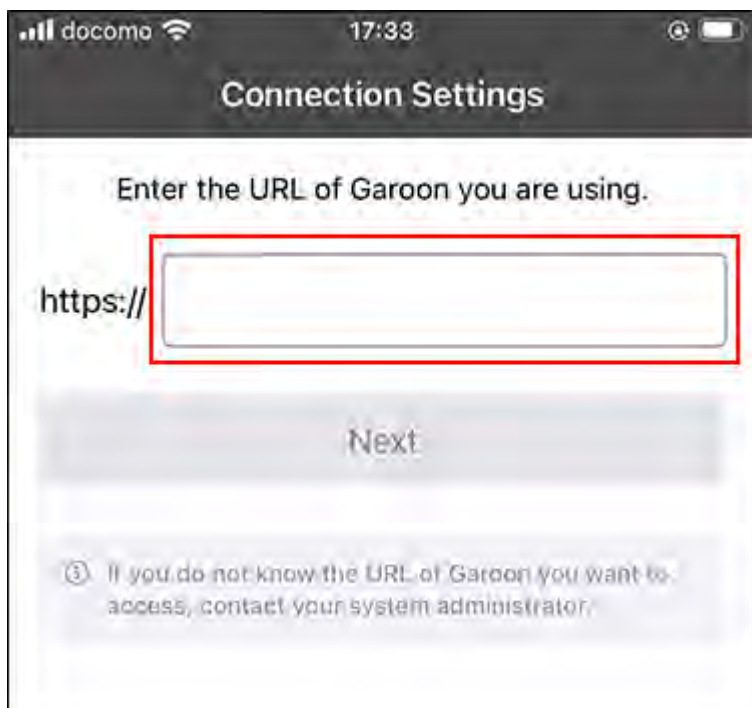 docomo 17:33
Connection Settings
Enter the URL of Garoon you are using.
https://
Next
If you do not know the URL of Garoon you want to
access, contact your system administrator.